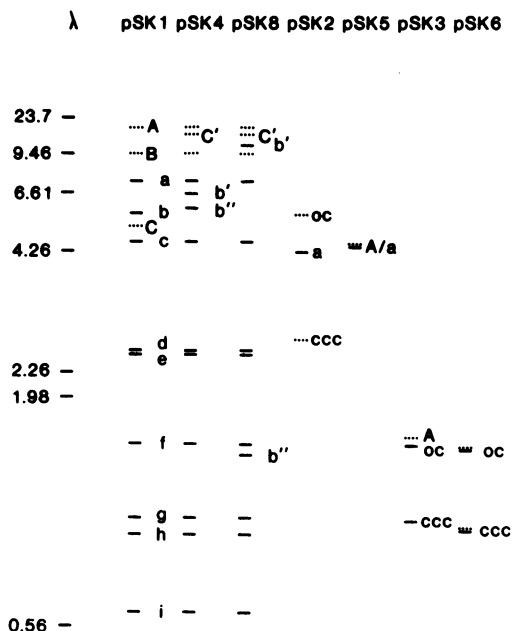 λ pSK1 pSK4 pSK8 pSK2 pSK5 pSK3 pSK6
23.7
A
C' C'
b'
9.46 B
a
6.61 b'
b b'' oc
C
c A/a
4.26 a
ccc
d
e
2.26
1.98
A
f oc oc
b''
g ccc
h ccc
i
0.56